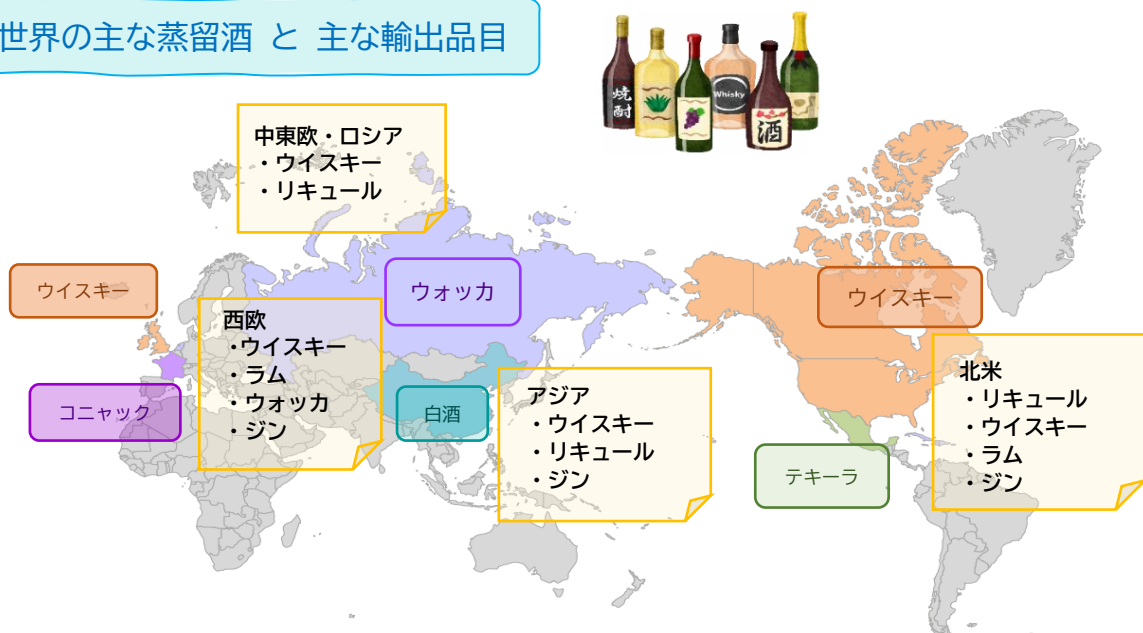 世界の主な蒸留酒 と 主な輸出品目
焼酎
Whisky
酒
中東欧・ロシア
・ウイスキー
・リキュール
ウイスキー
ウォッカ
ウイスキー
西欧
・ウイスキー
・ラム
・ウォッカ
・ジン
コニャック
白酒
アジア
・ウイスキー
・リキュール
・ジン
テキーラ
北米
・リキュール
・ウイスキー
・ラム
・ジン